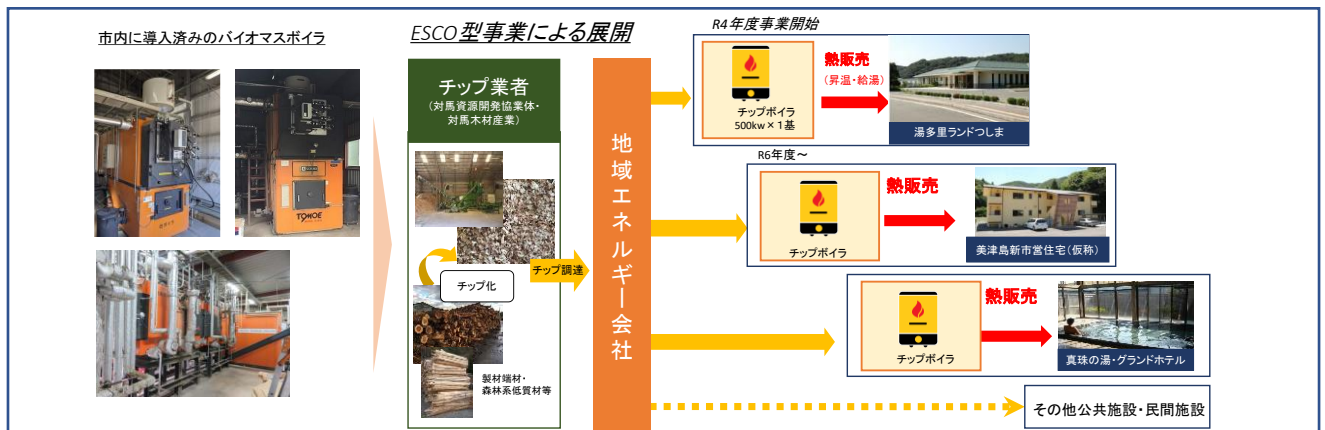 市内に導入済みのバイオマスボイラ
TOMOE
ESCO型事業による展開
チップ業者
(対馬資源開発協業体・
対馬木材産業)
チップ化
製材端材・
森林系低質材等
チップ調達
地域エネルギー会社
R4年度事業開始
チップボイラ
500kw×1基
熱販売
(昇温・給湯)
湯多里ランドつしま
R6年度~
チップボイラ
熱販売
美津島新市営住宅(仮称)
チップボイラ
熱販売
真珠の湯・グランドホテル
その他公共施設・民間施設